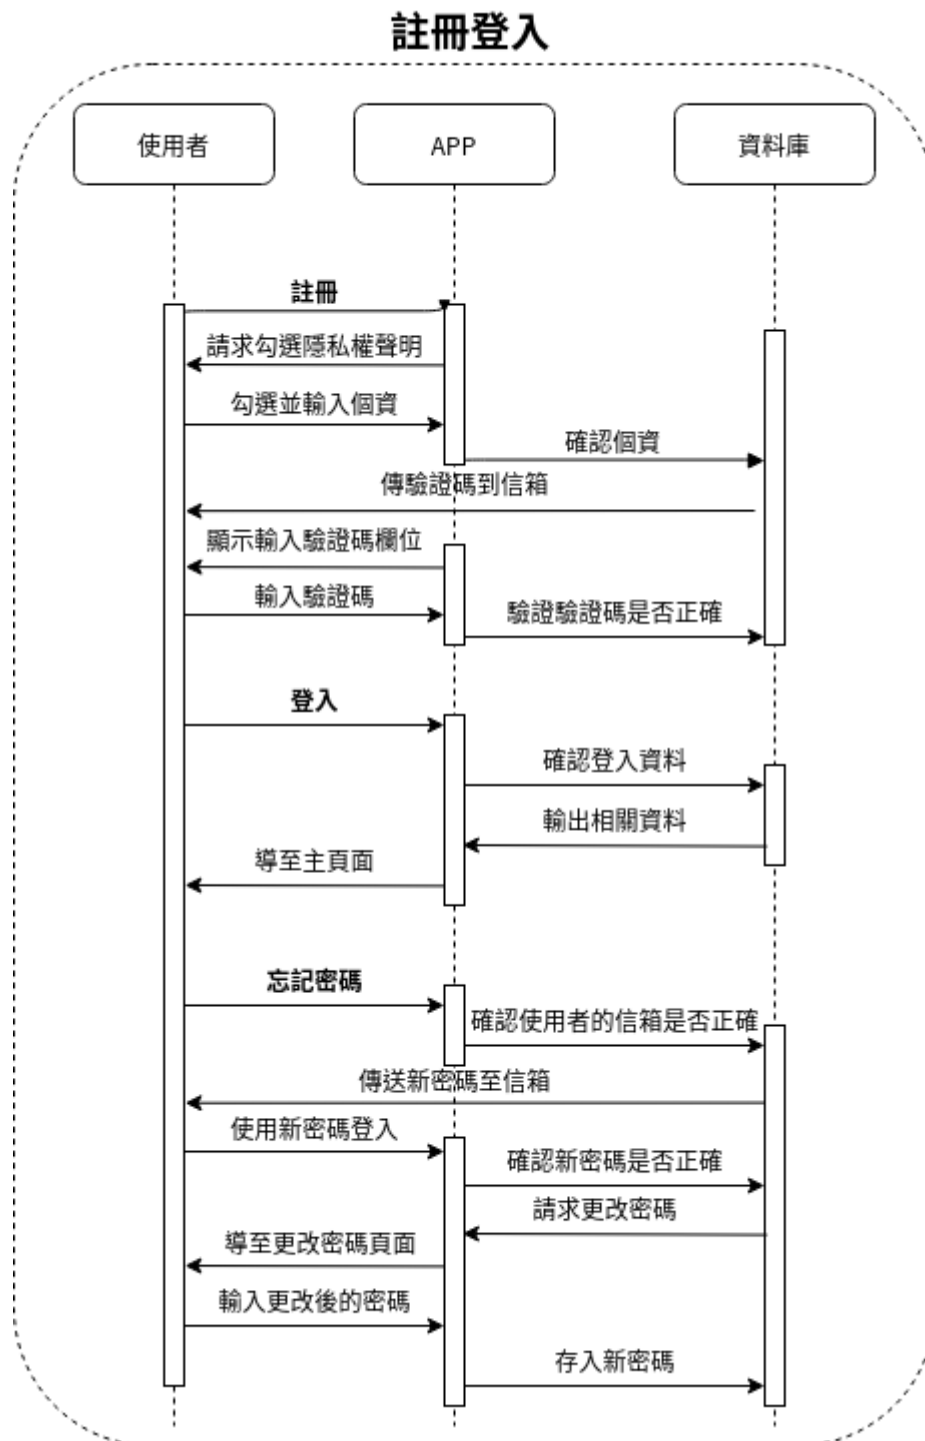 註冊登入
使用者
APP
資料庫
註冊
請求勾選隱私權聲明
勾選並輸入個資
確認個資
傳驗證碼到信箱
顯示輸入驗證碼欄位
輸入驗證碼
驗證驗證碼是否正確
登入
確認登入資料
輸出相關資料
導至主頁面
忘記密碼
確認使用者的信箱是否正確
傳送新密碼至信箱
使用新密碼登入
確認新密碼是否正確
請求更改密碼
導至更改密碼頁面
輸入更改後的密碼
存入新密碼